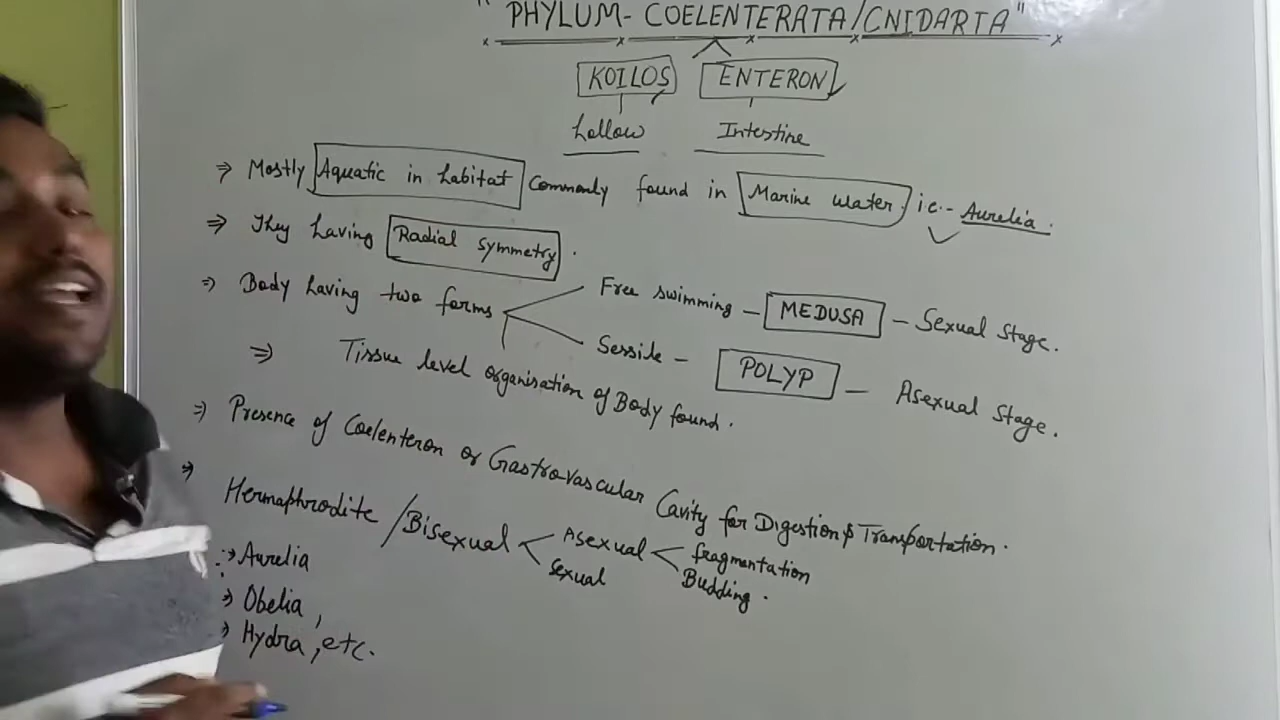 "PHYLUM- COELENTERATA/CNIDARTA"
KOILOS ENTERON
hollow Intestine
⇒ Mostly Aquatic in habitat Commonly found in Marine water. i.e.- Aurelia.
⇒ They having Radial symmetry.
⇒ Body having two forms Free swimming - MEDUSA - Sexual Stage.
Sessile - POLYP - Asexual Stage.
⇒ Tissue level organisation of Body found.
⇒ Presence of Coelenteron or Gastrovascular Cavity for Digestion & Transportation.
⇒ Hermaphrodite / Bisexual Asexual fragmentation
Sexual Budding.
⇒ Aurelia
⇒ Obelia,
⇒ Hydra, etc.